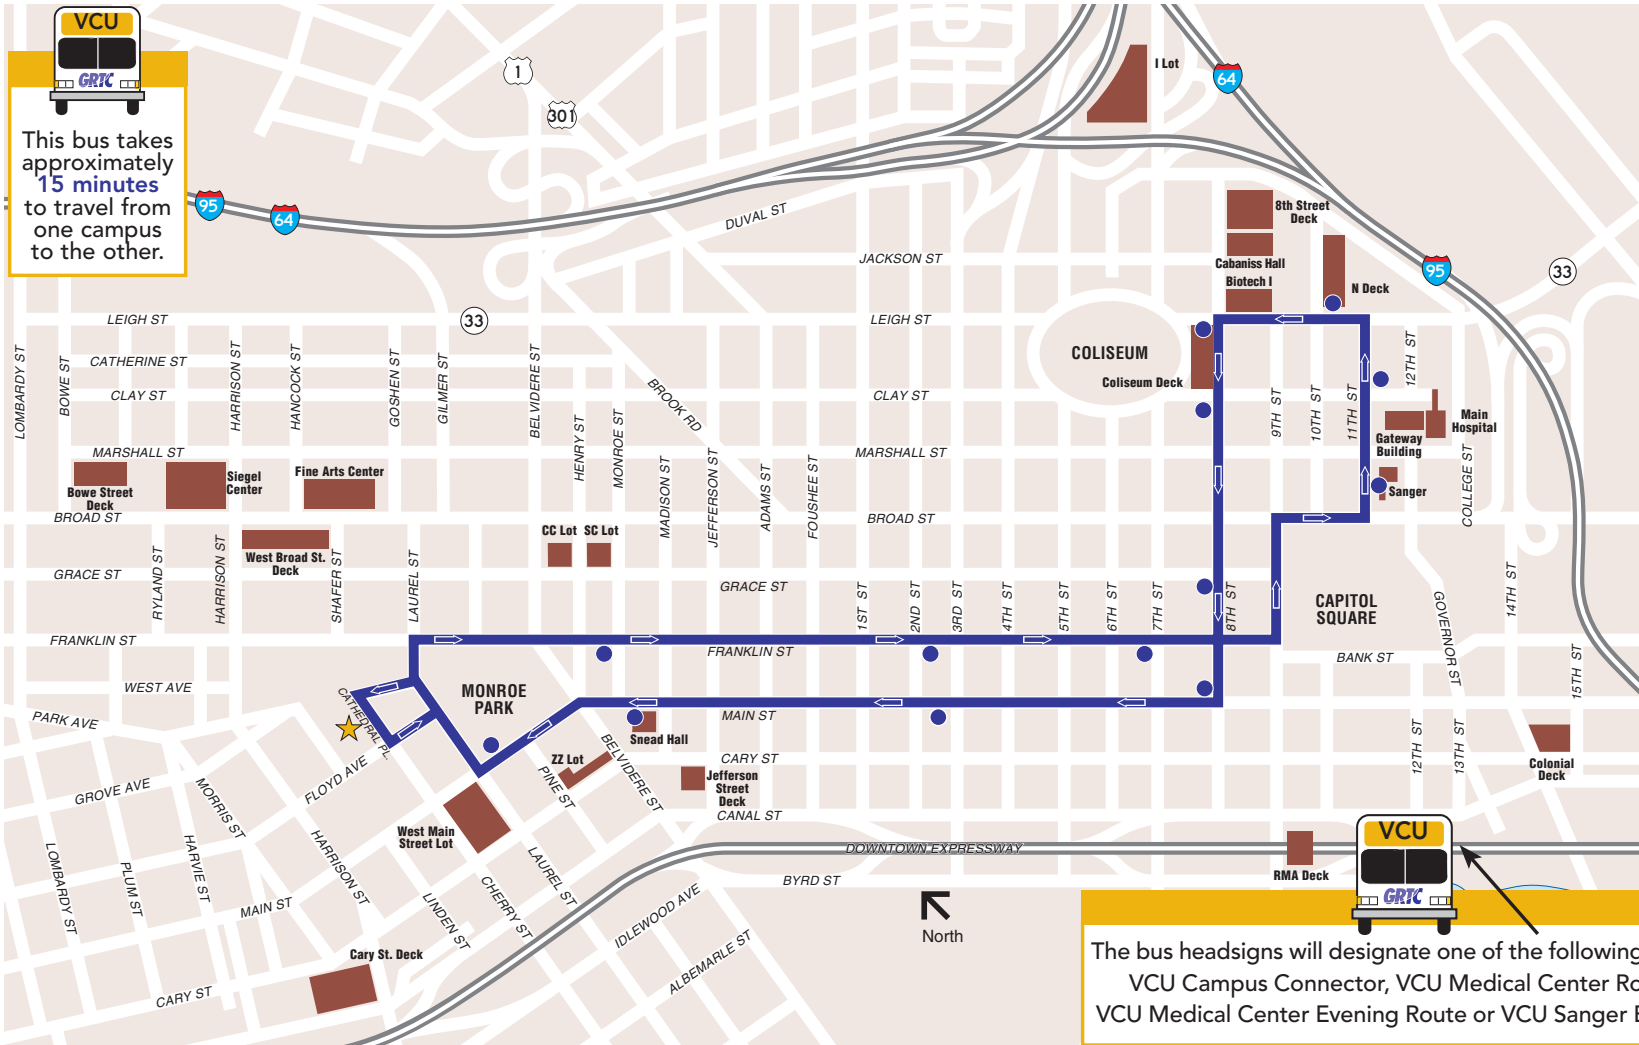 VCU
GRTC
This bus takes
approximately
15 minutes
to travel from
one campus
to the other.
1
301
I Lot
64
95
64
DUVAL ST
8th Street
Deck
JACKSON ST
Cabaniss Hall
Biotech I
N Deck
95
33
LEIGH ST
33
LEIGH ST
COLISEUM
Coliseum Deck
CATHERINE ST
CLAY ST
CLAY ST
LOMBARDY ST
BOWE ST
HARRISON ST
HANCOCK ST
GOSHEN ST
GILMER ST
BELVIDERE ST
HENRY ST
MONROE ST
BROOK RD
MADISON ST
JEFFERSON ST
ADAMS ST
FOUSHEE ST
9TH ST
10TH ST
11TH ST
12TH ST
Main
Hospital
Gateway
Building
Sanger
COLLEGE ST
MARSHALL ST
MARSHALL ST
Bowe Street
Deck
Siegel
Center
Fine Arts Center
BROAD ST
BROAD ST
West Broad St.
Deck
CC Lot
SC Lot
GRACE ST
GRACE ST
RYLAND ST
HARRISON ST
SHAFER ST
LAUREL ST
1ST ST
2ND ST
3RD ST
4TH ST
5TH ST
6TH ST
7TH ST
8TH ST
CAPITOL
SQUARE
GOVERNOR ST
14TH ST
FRANKLIN ST
FRANKLIN ST
BANK ST
15TH ST
WEST AVE
MONROE
PARK
CATHEDRAL PL.
PARK AVE
MAIN ST
Snead Hall
12TH ST
13TH ST
Colonial
Deck
CARY ST
ZZ Lot
BELVIDERE ST
PINE ST
Jefferson
Street
Deck
FLOYD AVE
GROVE AVE
MORRIS ST
CANAL ST
West Main
Street Lot
DOWNTOWN EXPRESSWAY
LOMBARDY ST
PLUM ST
HARVIE ST
HARRISON ST
LAUREL ST
CHERRY ST
LINDEN ST
BYRD ST
RMA Deck
MAIN ST
IDLEWOOD AVE
ALBEMARLE ST
North
Cary St. Deck
CARY ST
VCU
GRTC
The bus headsigns will designate one of the following
VCU Campus Connector, VCU Medical Center Ro
VCU Medical Center Evening Route or VCU Sanger